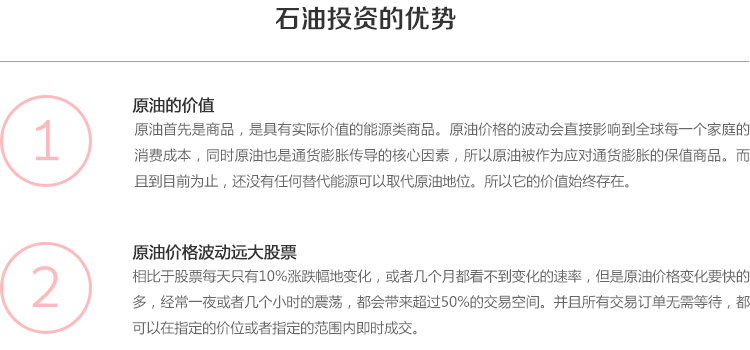 石油投资的优势
1
原油的价值
原油首先是商品，是具有实际价值的能源类商品。原油价格的波动会直接影响到全球每一个家庭的
消费成本，同时原油也是通货膨胀传导的核心因素，所以原油被作为应对通货膨胀的保值商品。而
且到目前为止，还没有任何替代能源可以取代原油地位。所以它的价值始终存在。
2
原油价格波动远大股票
相比于股票每天只有10%涨跌幅地变化，或者几个月都看不到变化的速率，但是原油价格变化要快的
多，经常一夜或者几个小时的震荡，都会带来超过50%的交易空间。并且所有交易订单无需等待，都
可以在指定的价位或者指定的范围内即时成交。